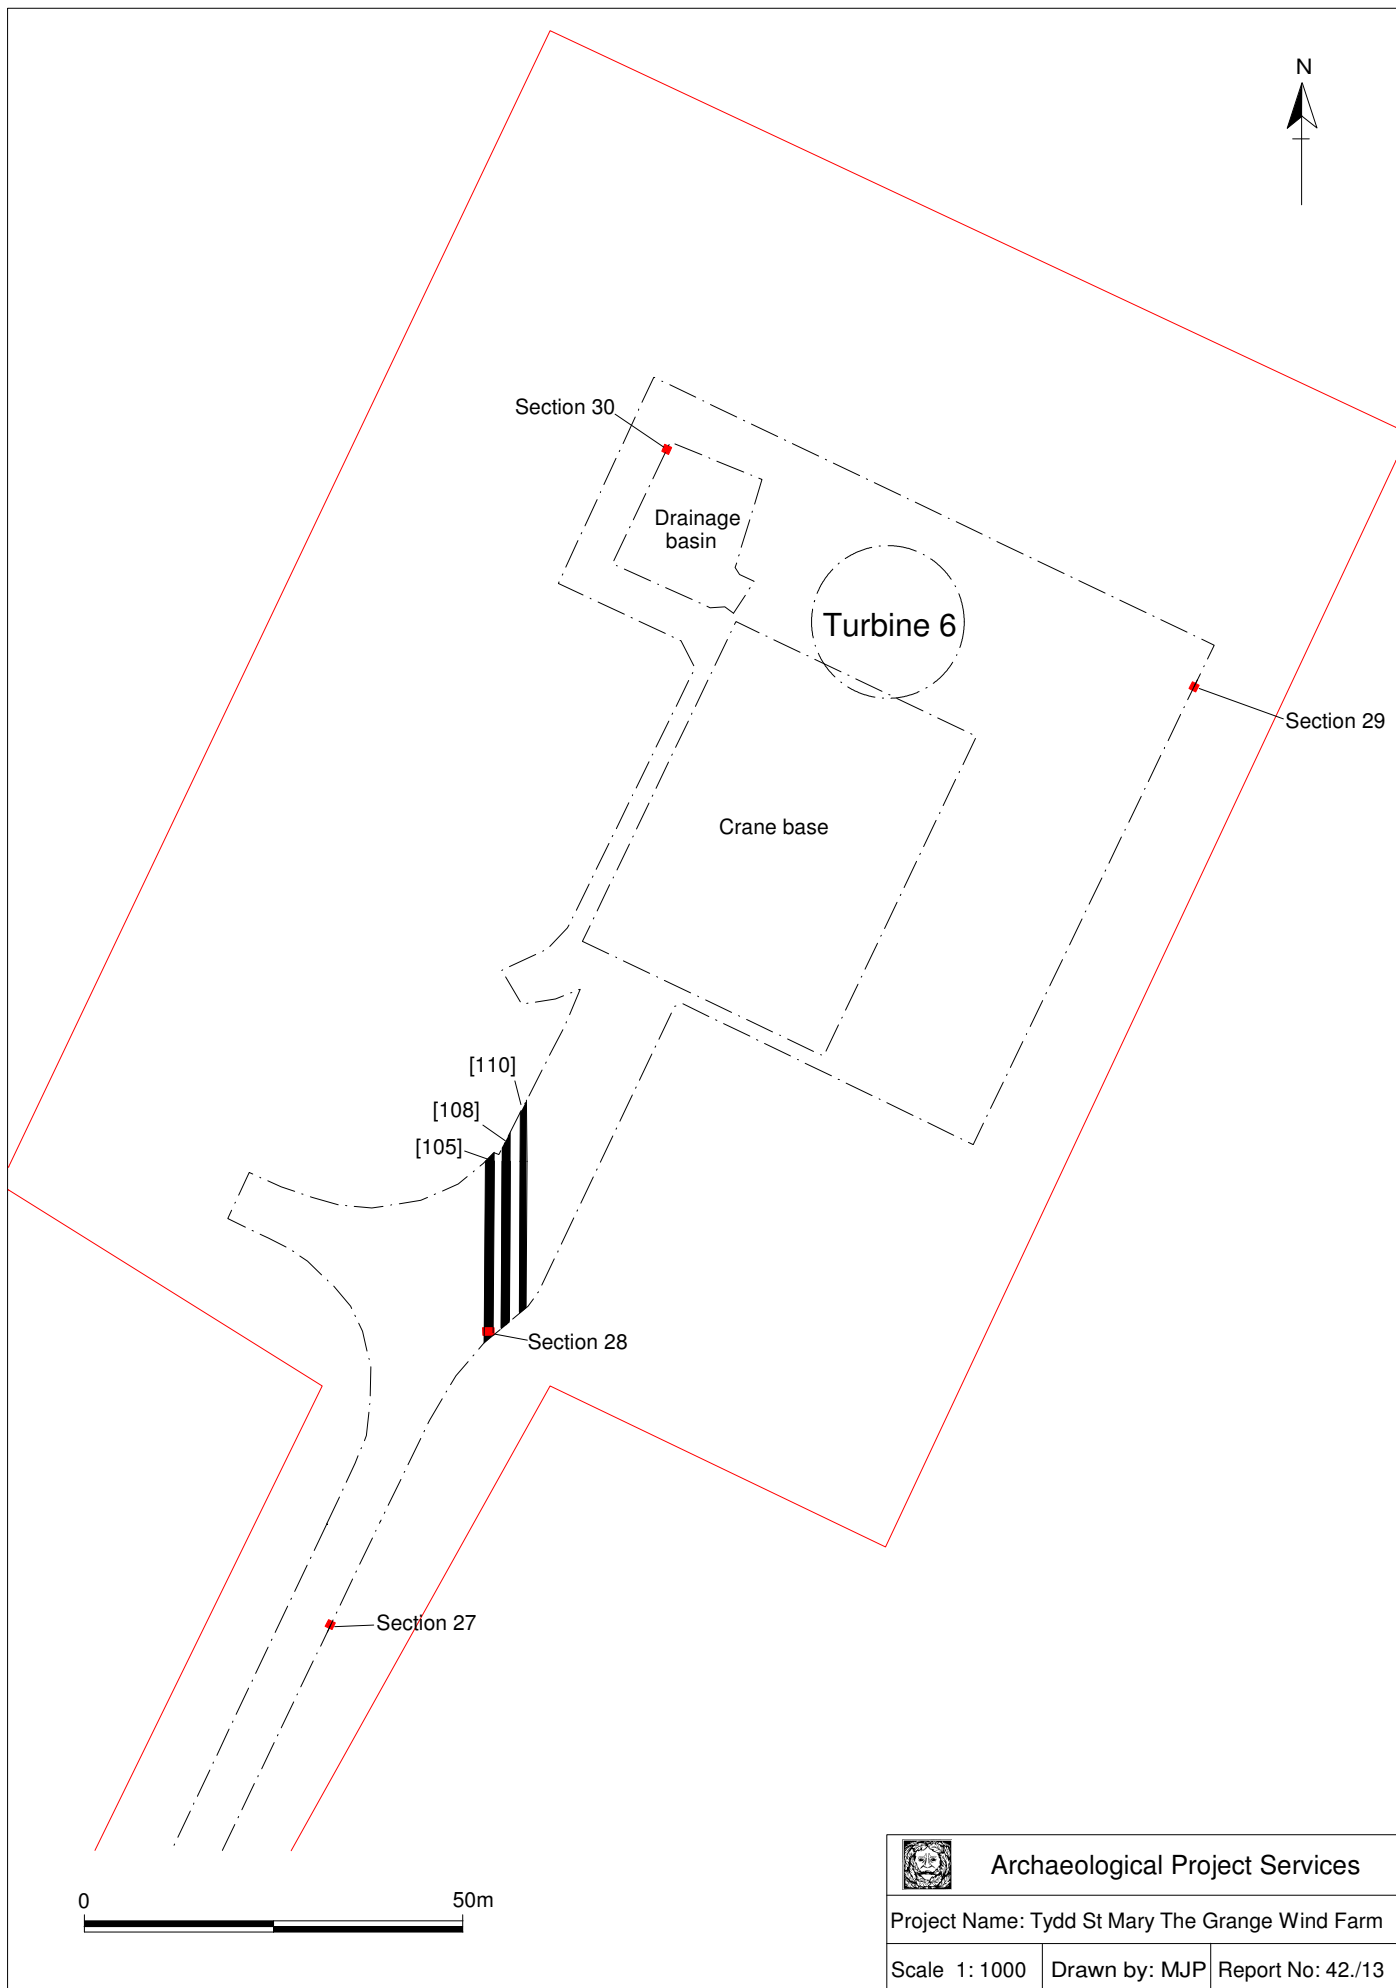 N
Section 30
Drainage
basin
Turbine 6
Section 29
Crane base
[110]
[108]
[105]
Section 28
Section 27
0 50m
Archaeological Project Services
Project Name: Tydd St Mary The Grange Wind Farm
Scale 1: 1000 Drawn by: MJP Report No: 42./13